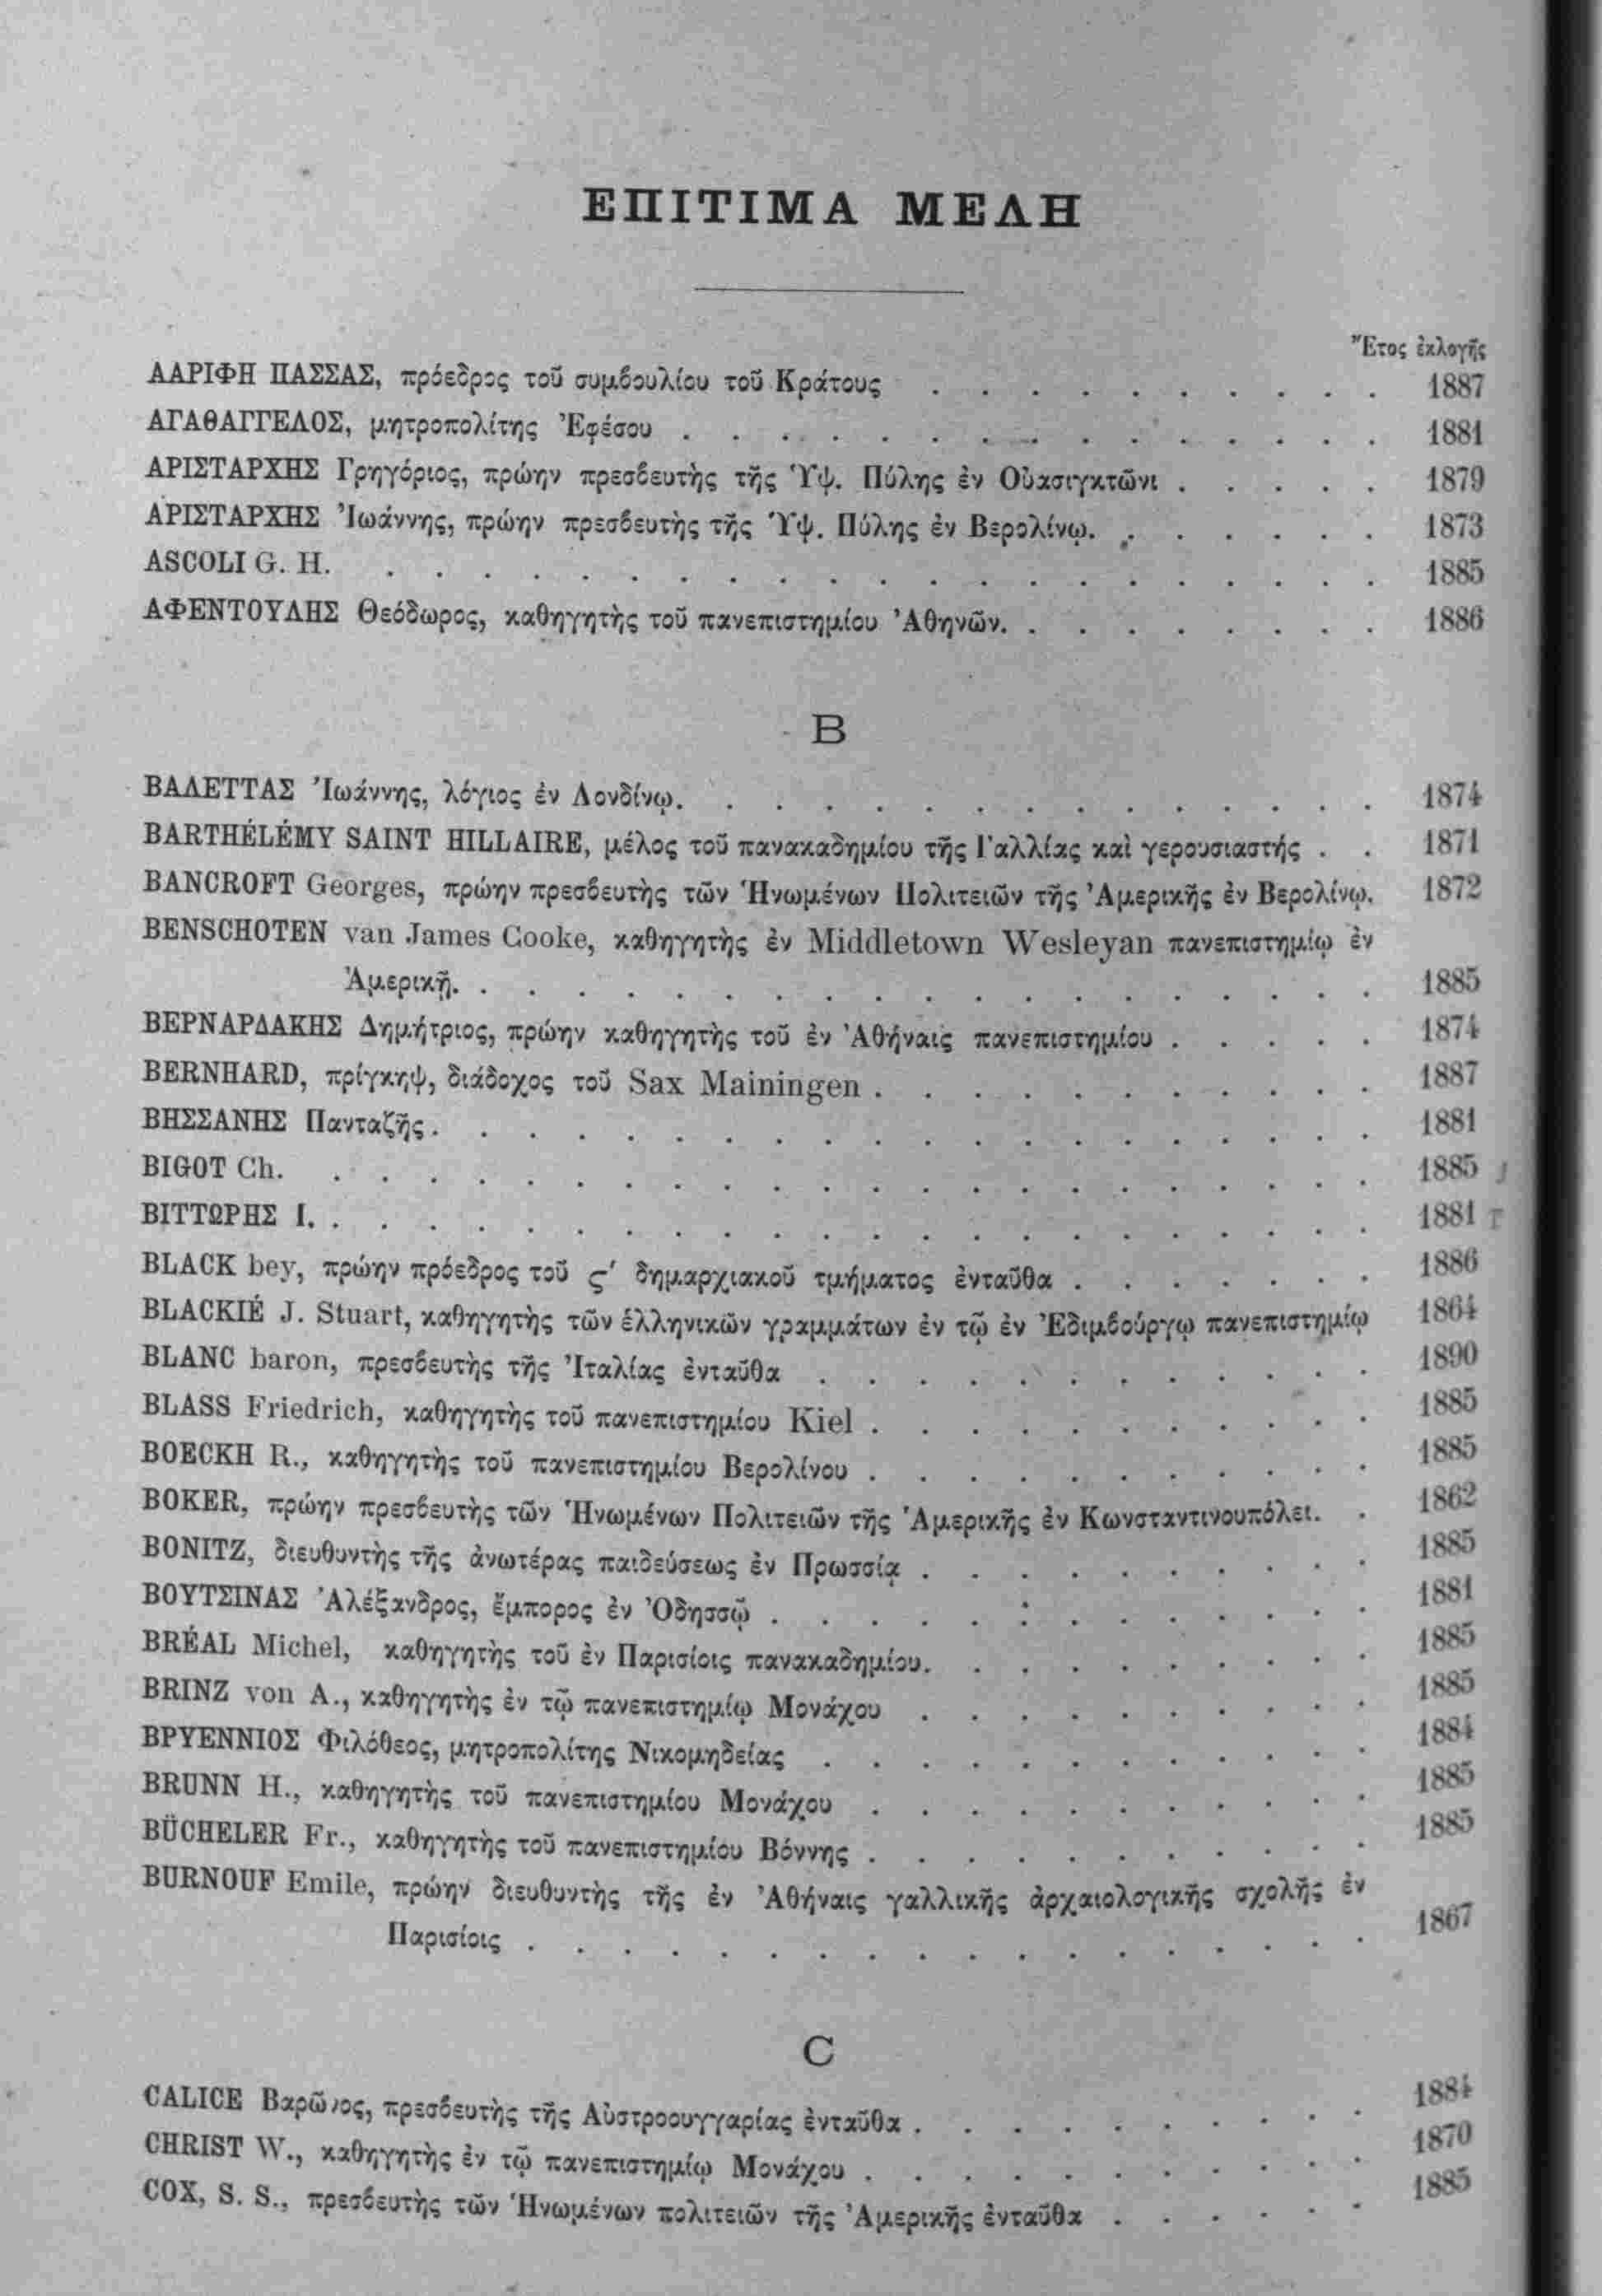 ΕΠΙΤΙΜΑ ΜΕΛΗ
Ἔτος ἐκλογῆς
ΑΑΡΙΦΗ ΠΑΣΣΑΣ, πρόεδρος τοῦ συμβουλίου τοῦ Κράτους . . . . . . . . . . 1887
ΑΓΑΘΑΓΓΕΛΟΣ, μητροπολίτης Ἐφέσου . . . . . . . . . . . . . . . 1881
ΑΡΙΣΤΑΡΧΗΣ Γρηγόριος, πρώην πρεσβευτὴς τῆς Ὑψ. Πύλης ἐν Οὐασιγκτῶνι . . . . . 1879
ΑΡΙΣΤΑΡΧΗΣ Ἰωάννης, πρώην πρεσβευτὴς τῆς Ὑψ. Πύλης ἐν Βερολίνῳ. . . . . . . 1873
ASCOLI G. H. . . . . . . . . . . . . . . . . . . . . . 1885
ΑΦΕΝΤΟΥΛΗΣ Θεόδωρος, καθηγητὴς τοῦ πανεπιστημίου Ἀθηνῶν. . . . . . . . . 1886
B
ΒΑΛΕΤΤΑΣ Ἰωάννης, λόγιος ἐν Λονδίνῳ. . . . . . . . . . . . . . . 1874
BARTHÉLÉMY SAINT HILLAIRE, μέλος τοῦ πανακαδημίου τῆς Γαλλίας καὶ γερουσιαστής . . 1871
BANCROFT Georges, πρώην πρεσβευτὴς τῶν Ἡνωμένων Πολιτειῶν τῆς Ἀμερικῆς ἐν Βερολίνῳ. 1872
BENSCHOTEN van James Cooke, καθηγητὴς ἐν Middletown Wesleyan πανεπιστημίῳ ἐν
Ἀμερικῇ. . . . . . . . . . . . . . . . . . . . 1885
ΒΕΡΝΑΡΔΑΚΗΣ Δημήτριος, πρώην καθηγητὴς τοῦ ἐν Ἀθήναις πανεπιστημίου . . . . . 1874
BERNHARD, πρίγκηψ, διάδοχος τοῦ Sax Mainingen . . . . . . . . . . . 1887
ΒΗΣΣΑΝΗΣ Πανταζῆς . . . . . . . . . . . . . . . . . . . . 1881
BIGOT Ch. . . . . . . . . . . . . . . . . . . . . . . 1885
ΒΙΤΤΩΡΗΣ Ι. . . . . . . . . . . . . . . . . . . . . . . 1881
BLACK bey, πρώην πρόεδρος τοῦ ϛ′ δημαρχιακοῦ τμήματος ἐνταῦθα . . . . . . . 1886
BLACKIÉ J. Stuart, καθηγητὴς τῶν ἑλληνικῶν γραμμάτων ἐν τῷ ἐν Ἐδιμβούργῳ πανεπιστημίῳ 1864
BLANC baron, πρεσβευτὴς τῆς Ἰταλίας ἐνταῦθα . . . . . . . . . . . . 1890
BLASS Friedrich, καθηγητὴς τοῦ πανεπιστημίου Kiel . . . . . . . . . . . 1885
BOECKH R., καθηγητὴς τοῦ πανεπιστημίου Βερολίνου . . . . . . . . . . . 1885
BOKER, πρώην πρεσβευτὴς τῶν Ἡνωμένων Πολιτειῶν τῆς Ἀμερικῆς ἐν Κωνσταντινουπόλει. . 1862
BONITZ, διευθυντὴς τῆς ἀνωτέρας παιδεύσεως ἐν Πρωσσίᾳ . . . . . . . . . . 1885
ΒΟΥΤΣΙΝΑΣ Ἀλέξανδρος, ἔμπορος ἐν Ὀδησσῷ . . . . . . . . . . . . . 1881
BRÉAL Michel, καθηγητὴς τοῦ ἐν Παρισίοις πανακαδημίου. . . . . . . . . . 1885
BRINZ von A., καθηγητὴς ἐν τῷ πανεπιστημίῳ Μονάχου . . . . . . . . . . 1885
ΒΡΥΕΝΝΙΟΣ Φιλόθεος, μητροπολίτης Νικομηδείας . . . . . . . . . . . . 1884
BRUNN H., καθηγητὴς τοῦ πανεπιστημίου Μονάχου . . . . . . . . . . . 1885
BÜCHELER Fr., καθηγητὴς τοῦ πανεπιστημίου Βόννης . . . . . . . . . . . 1885
BURNOUF Emile, πρώην διευθυντὴς τῆς ἐν Ἀθήναις γαλλικῆς ἀρχαιολογικῆς σχολῆς ἐν
Παρισίοις . . . . . . . . . . . . . . . . . . 1867
C
CALICE Βαρῶνος, πρεσβευτὴς τῆς Αὐστροουγγαρίας ἐνταῦθα . . . . . . . . . . 1884
CHRIST W., καθηγητὴς ἐν τῷ πανεπιστημίῳ Μονάχου . . . . . . . . . . . 1870
COX, S. S., πρεσβευτὴς τῶν Ἡνωμένων πολιτειῶν τῆς Ἀμερικῆς ἐνταῦθα . . . . . . 1885